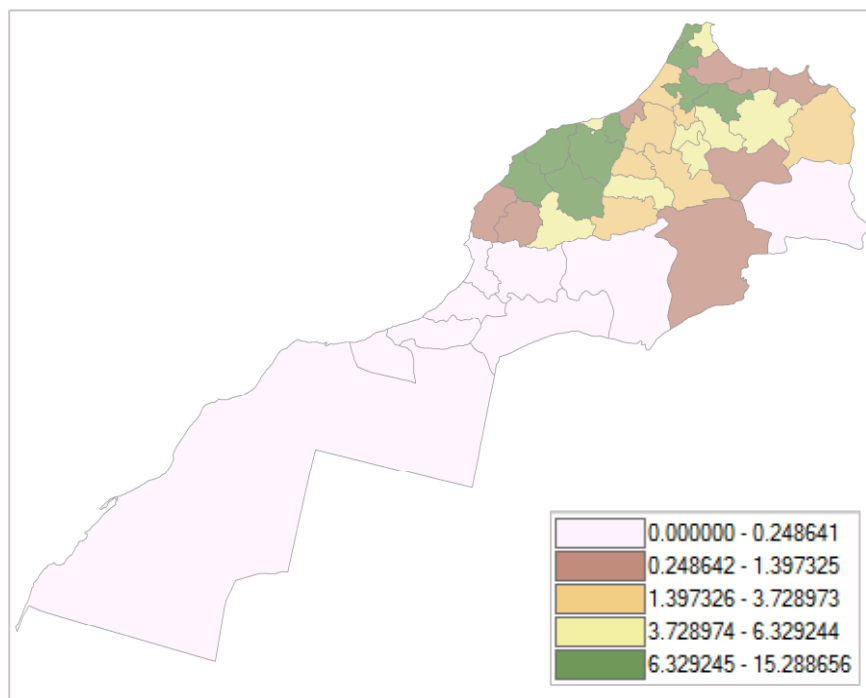 0.000000 - 0.248641
0.248642 - 1.397325
1.397326 - 3.728973
3.728974 - 6.329244
6.329245 - 15.288656